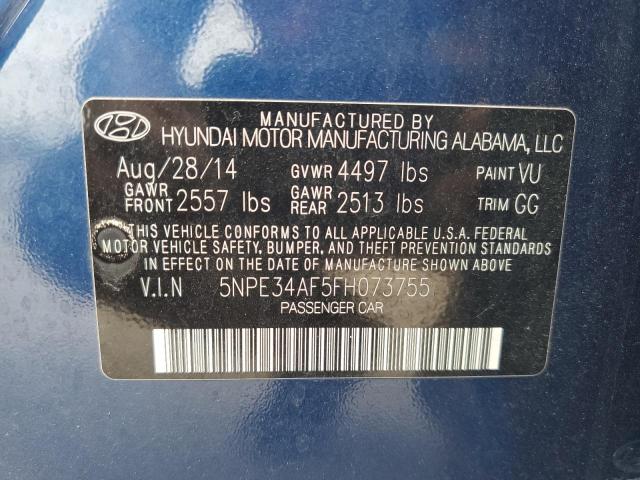 MANUFACTURED BY
HYUNDAI MOTOR MANUFACTURING ALABAMA, LLC
Aug/28/14 GVWR 4497 lbs PAINT VU
GAWR FRONT 2557 lbs GAWR REAR 2513 lbs TRIM GG
THIS VEHICLE CONFORMS TO ALL APPLICABLE U.S.A. FEDERAL
MOTOR VEHICLE SAFETY, BUMPER, AND THEFT PREVENTION STANDARDS
IN EFFECT ON THE DATE OF MANUFACTURE SHOWN ABOVE.
V.I.N 5NPE34AF5FH073755
PASSENGER CAR